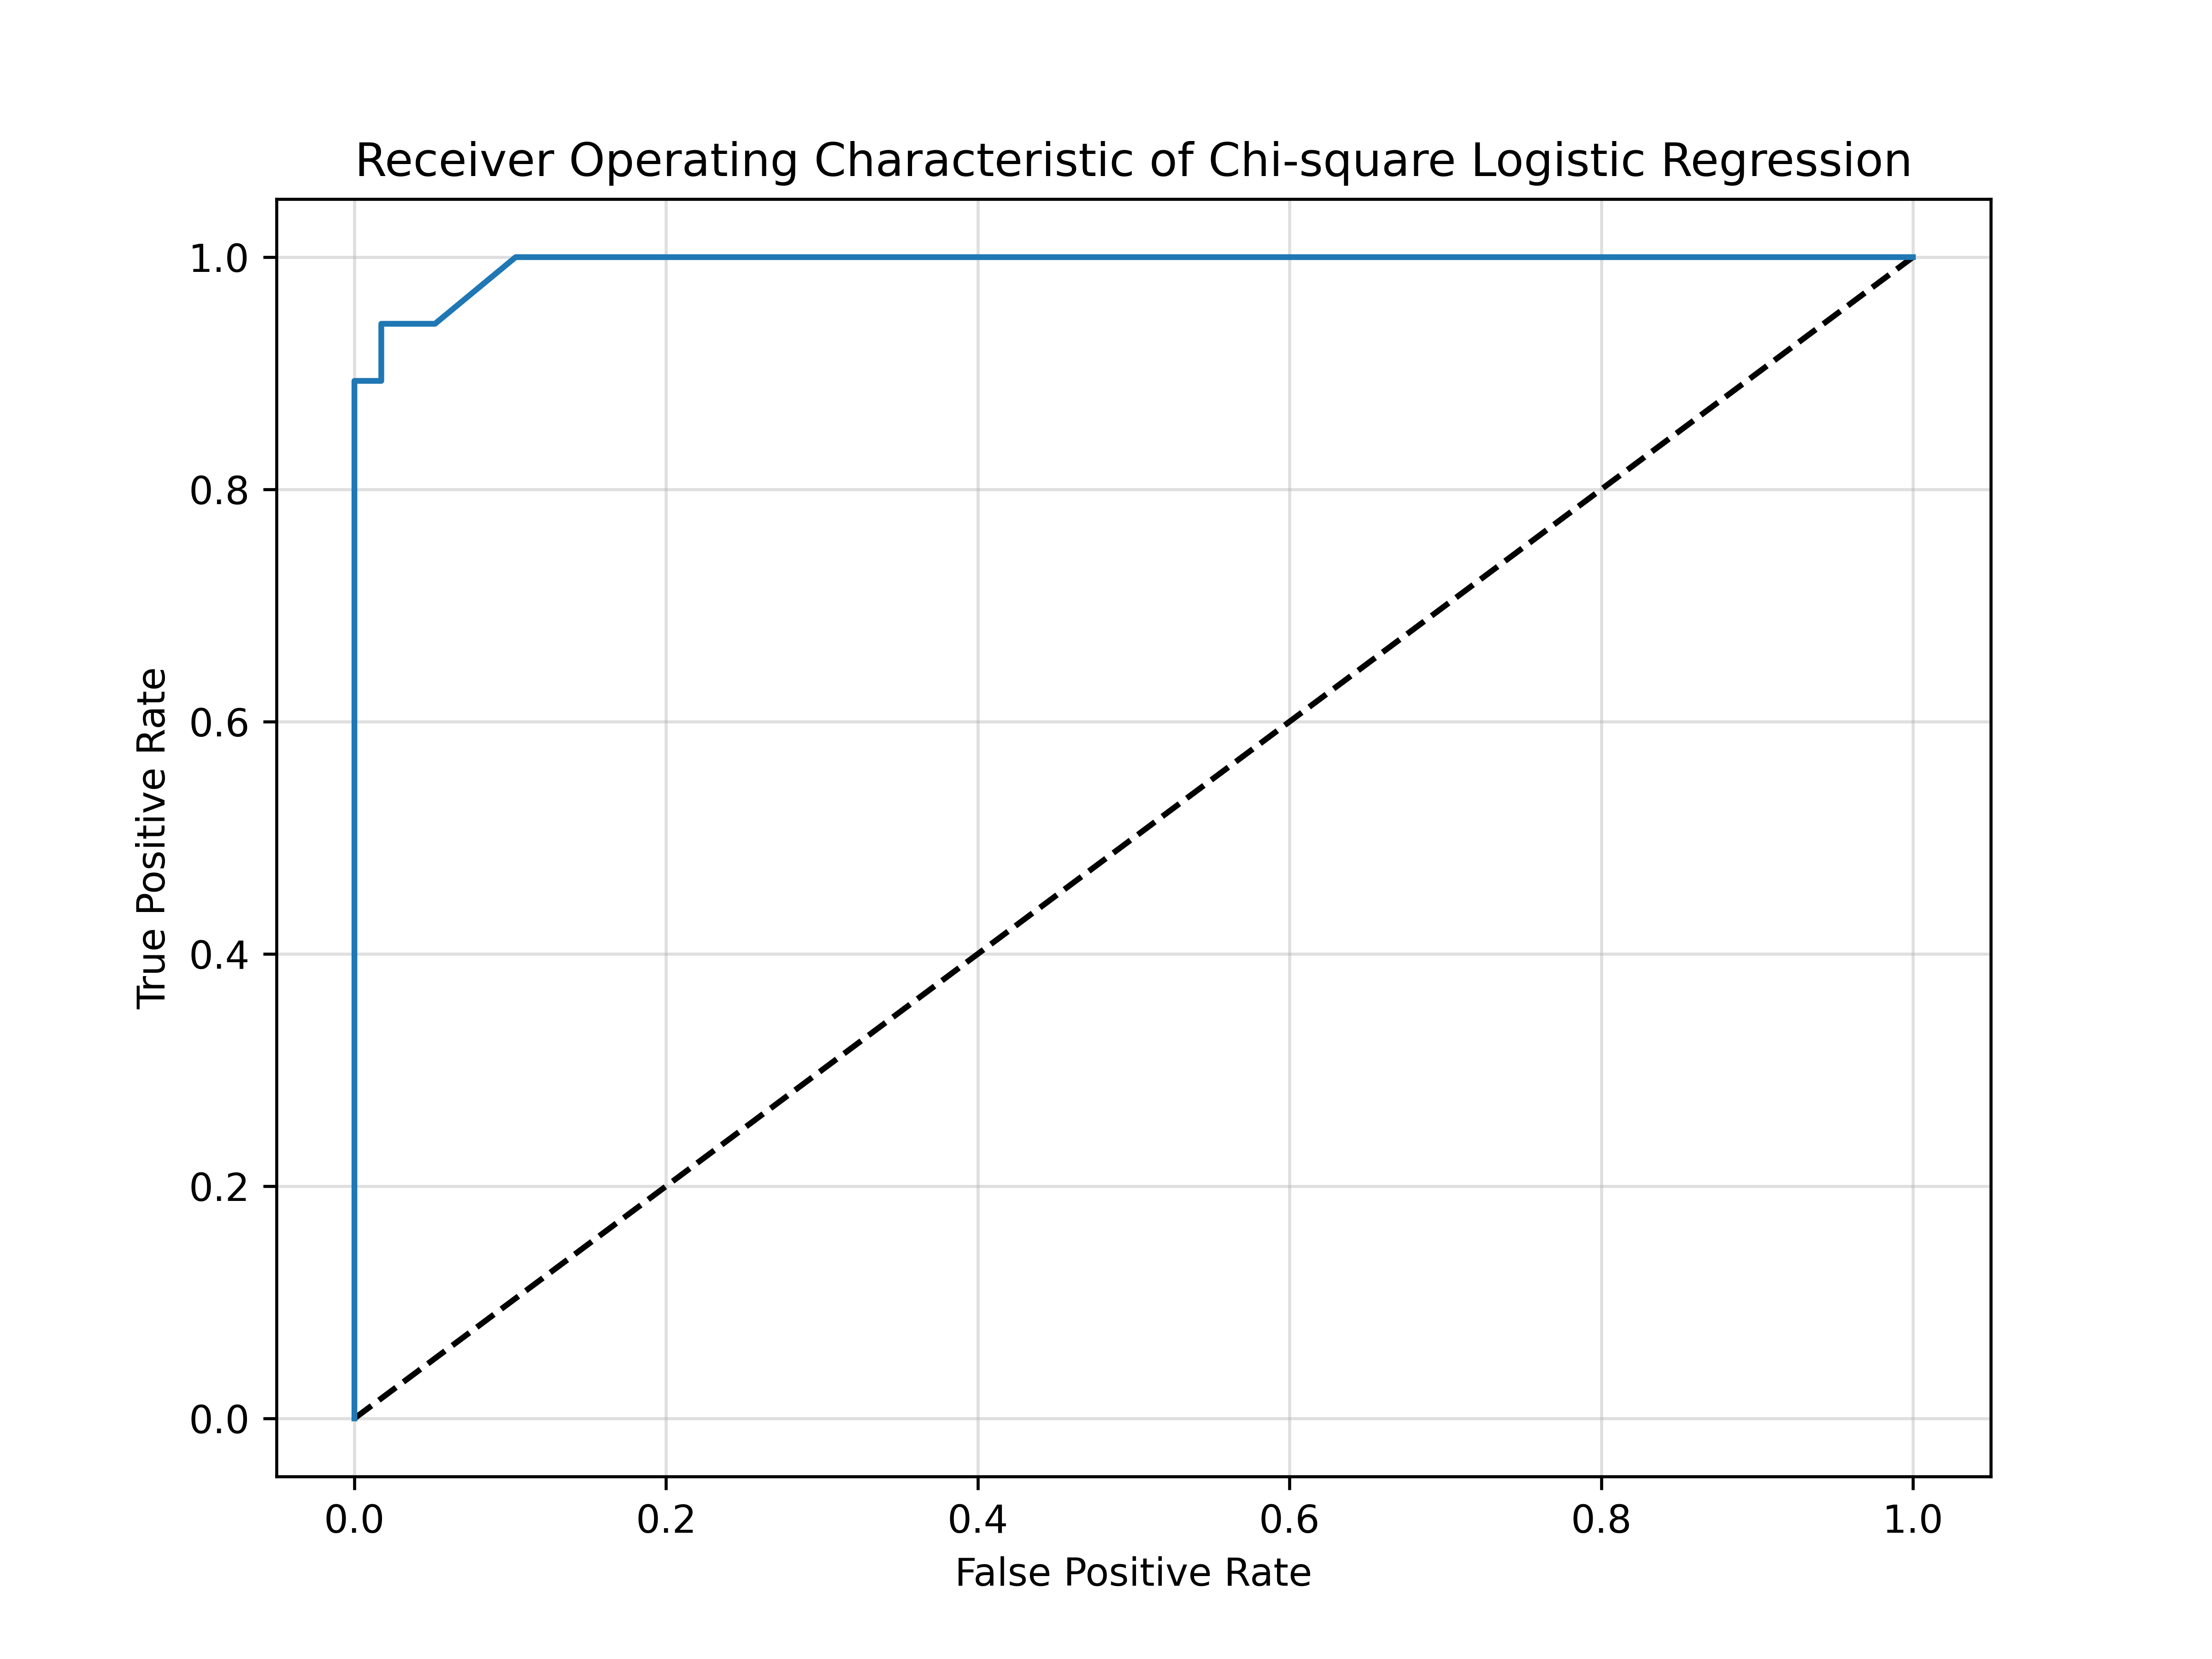 Receiver Operating Characteristic of Chi-square Logistic Regression
1.0
0.8
0.6
0.4
0.2
0.0
True Positive Rate
0.0 0.2 0.4 0.6 0.8 1.0
False Positive Rate